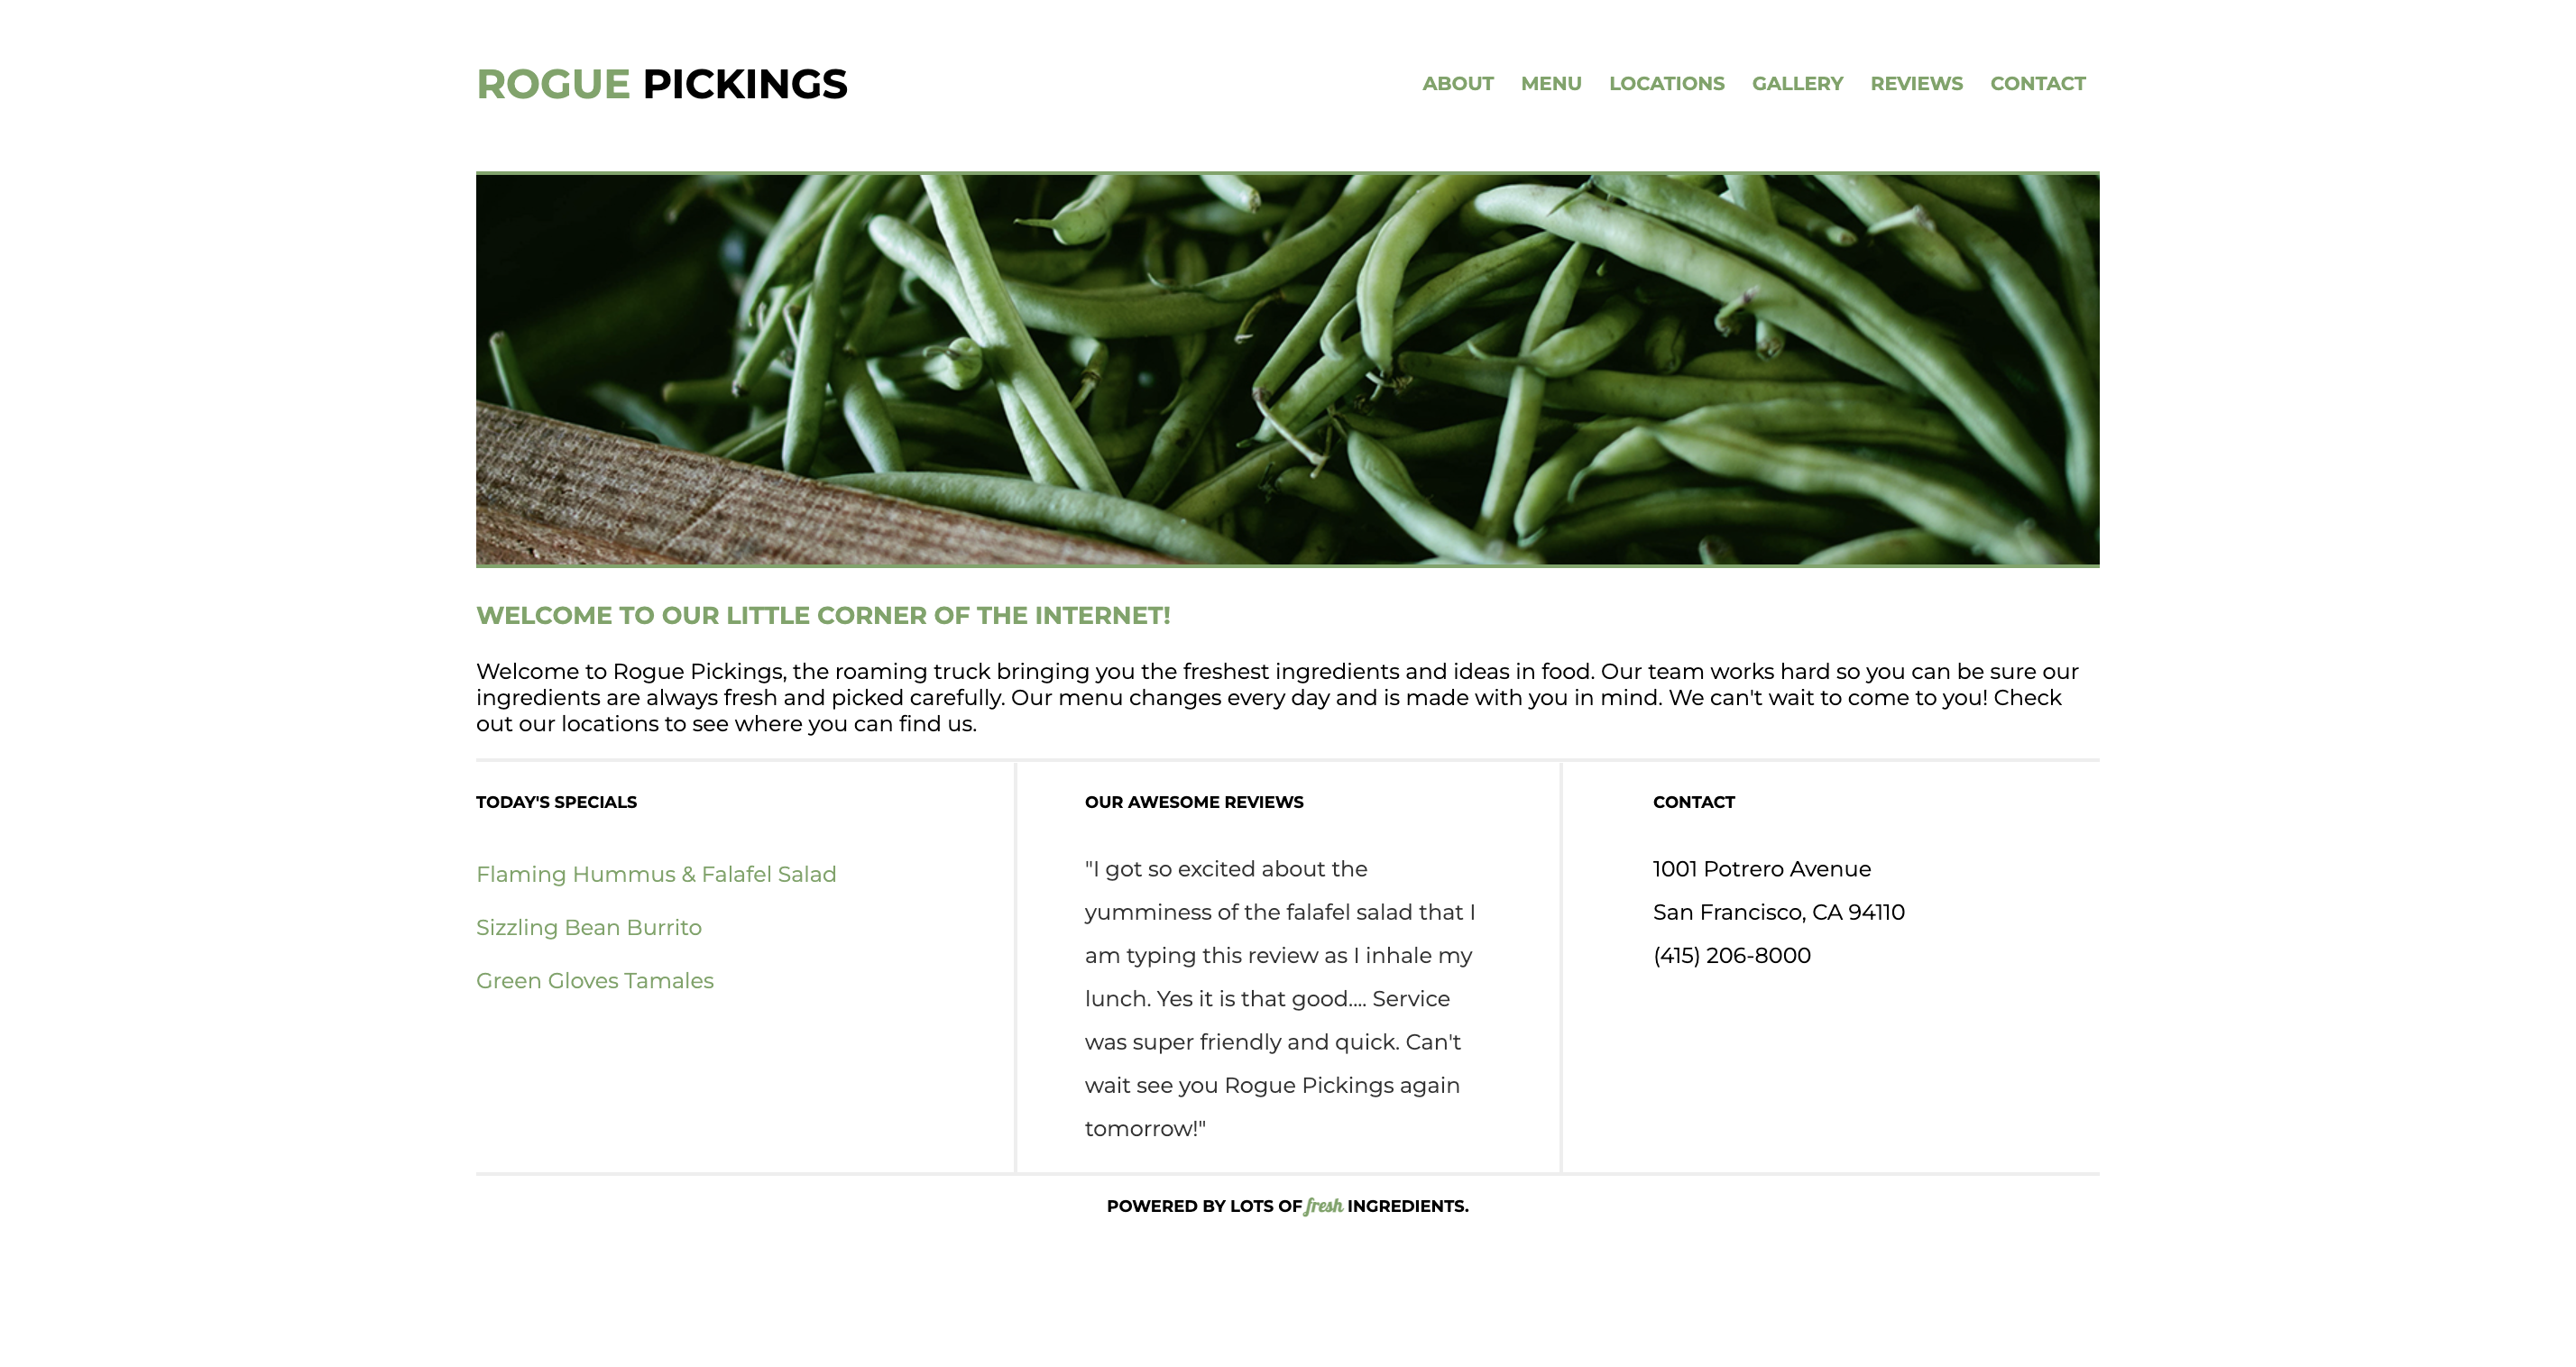 ROGUE PICKINGS
ABOUT MENU LOCATIONS GALLERY REVIEWS CONTACT
WELCOME TO OUR LITTLE CORNER OF THE INTERNET!
Welcome to Rogue Pickings, the roaming truck bringing you the freshest ingredients and ideas in food. Our team works hard so you can be sure our
ingredients are always fresh and picked carefully. Our menu changes every day and is made with you in mind. We can't wait to come to you! Check
out our locations to see where you can find us.
TODAY'S SPECIALS
Flaming Hummus & Falafel Salad
Sizzling Bean Burrito
Green Gloves Tamales
OUR AWESOME REVIEWS
"I got so excited about the
yumminess of the falafel salad that I
am typing this review as I inhale my
lunch. Yes it is that good.... Service
was super friendly and quick. Can't
wait see you Rogue Pickings again
tomorrow!"
CONTACT
1001 Potrero Avenue
San Francisco, CA 94110
(415) 206-8000
POWERED BY LOTS OF fresh INGREDIENTS.